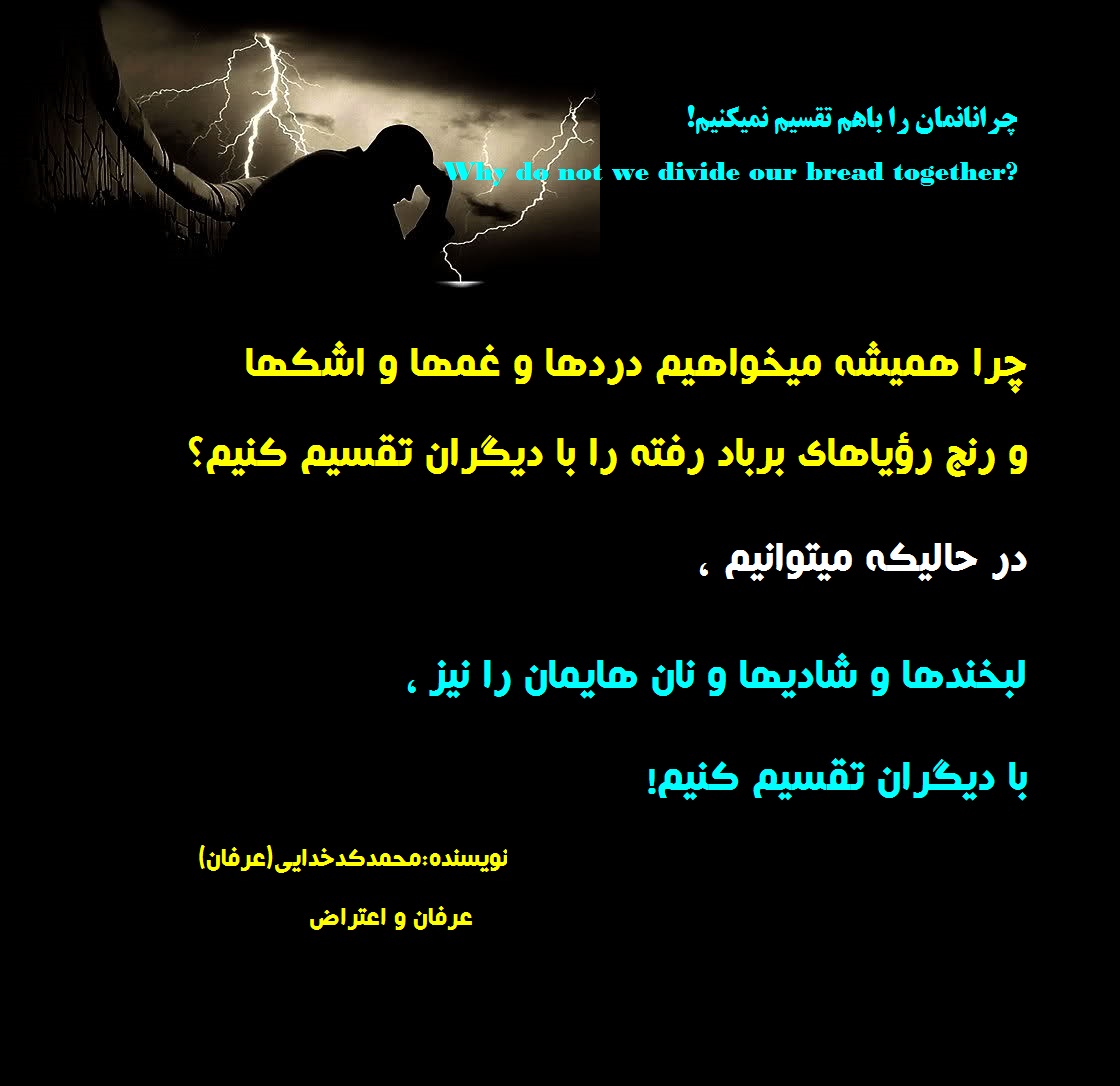 چرانانمان را باهم تقسیم نمیکنیم!
Why do not we divide our bread together?
چرا همیشه میخواهیم دردها و غمها و اشکها
و رنج رؤیاهای برباد رفته را با دیگران تقسیم کنیم؟
در حالیکه میتوانیم ،
لبخندها و شادیها و نان هایمان را نیز ،
با دیگران تقسیم کنیم!
نویسنده:محمدکدخدایی(عرفان)
عرفان و اعتراض